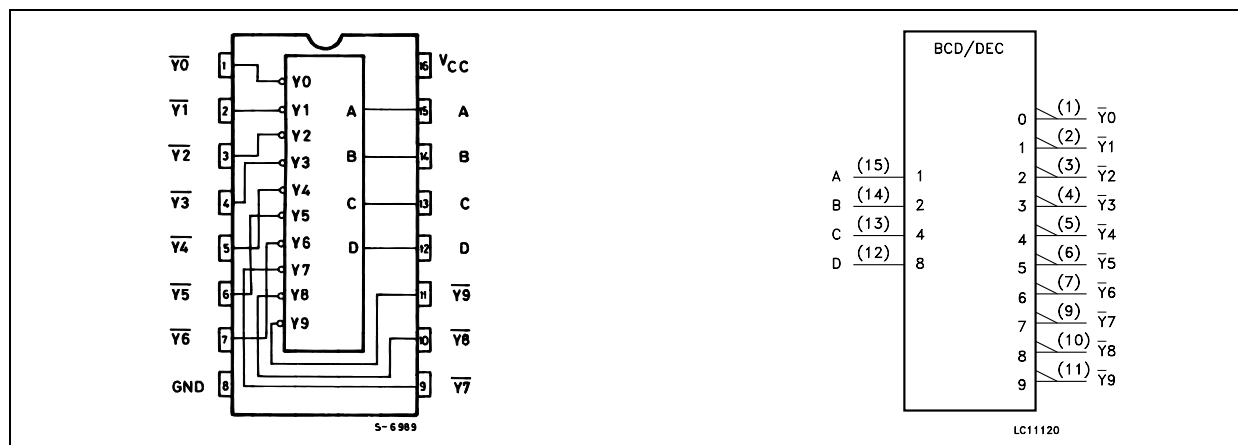 Y0 1 Y0 16 VCC
Y1 2 Y1 A 15 A
Y2 3 Y2 B 14 B
Y3 4 Y3 C 13 C
Y4 5 Y4 D 12 D
Y5 6 Y5 11 Y9
Y6 7 Y6 10 Y8
GND 8 Y7 9 Y7
Y8
Y9
S-6989
BCD/DEC
A (15) 1
B (14) 2
C (13) 4
D (12) 8
0 (1) Y0
1 (2) Y1
2 (3) Y2
3 (4) Y3
4 (5) Y4
5 (6) Y5
6 (7) Y6
7 (9) Y7
8 (10) Y8
9 (11) Y9
LC11120